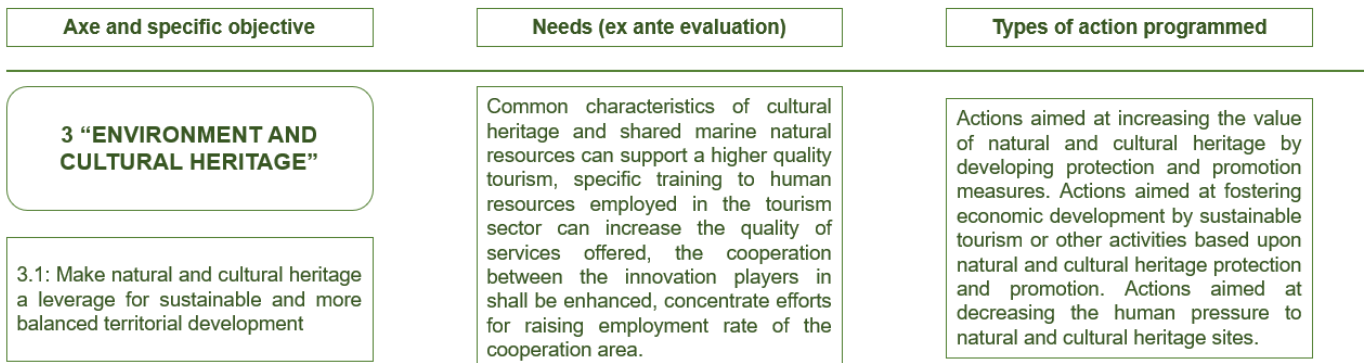 Axe and specific objective
Needs (ex ante evaluation)
Types of action programmed
3 “ENVIRONMENT AND
CULTURAL HERITAGE”
3.1: Make natural and cultural heritage
a leverage for sustainable and more
balanced territorial development
Common characteristics of cultural
heritage and shared marine natural
resources can support a higher quality
tourism, specific training to human
resources employed in the tourism
sector can increase the quality of
services offered, the cooperation
between the innovation players in
shall be enhanced, concentrate efforts
for raising employment rate of the
cooperation area.
Actions aimed at increasing the value
of natural and cultural heritage by
developing protection and promotion
measures. Actions aimed at fostering
economic development by sustainable
tourism or other activities based upon
natural and cultural heritage protection
and promotion. Actions aimed at
decreasing the human pressure to
natural and cultural heritage sites.